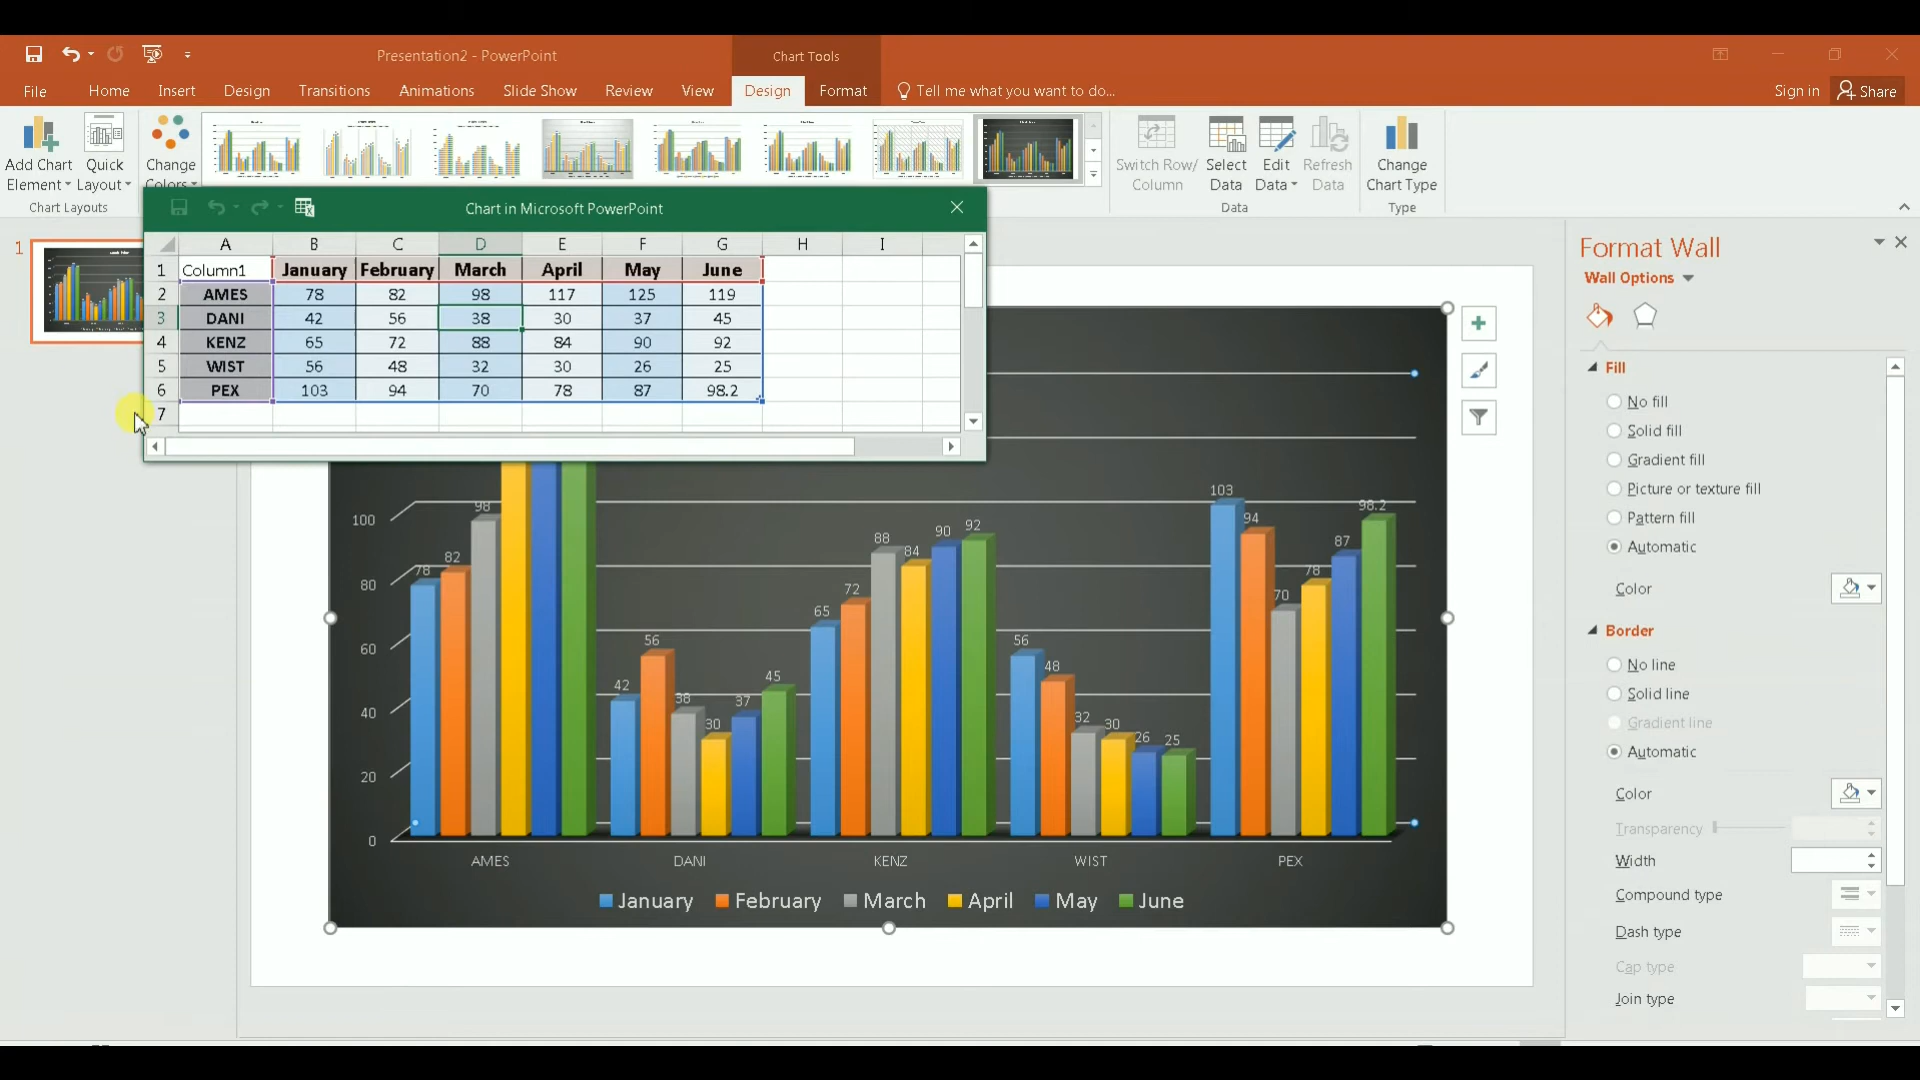 Presentation2 - PowerPoint
Chart Tools
File Home Insert Design Transitions Animations Slide Show Review View Design Format Tell me what you want to do... Sign in Share
Add Chart Element
Quick Layout
Change Colors
Switch Row/ Column
Select Data
Edit Data
Refresh Data
Change Chart Type
Chart Layouts
Data
Type
Chart in Microsoft PowerPoint
A B C D E F G H I
1 Column1 January February March April May June
2 AMES 78 82 98 117 125 119
3 DANI 42 56 38 30 37 45
4 KENZ 65 72 88 84 90 92
5 WIST 56 48 32 30 26 25
6 PEX 103 94 70 78 87 98.2
7
1
100
80
60
40
20
0
78 82 98
42 56 38 30 37 45
65 72 88 84 90 92
56 48 32 30 26 25
103 94 70 78 87 98.2
AMES DANI KENZ WIST PEX
January February March April May June
Format Wall
Wall Options
Fill
No fill
Solid fill
Gradient fill
Picture or texture fill
Pattern fill
Automatic
Color
Border
No line
Solid line
Gradient line
Automatic
Color
Transparency
Width
Compound type
Dash type
Cap type
Join type